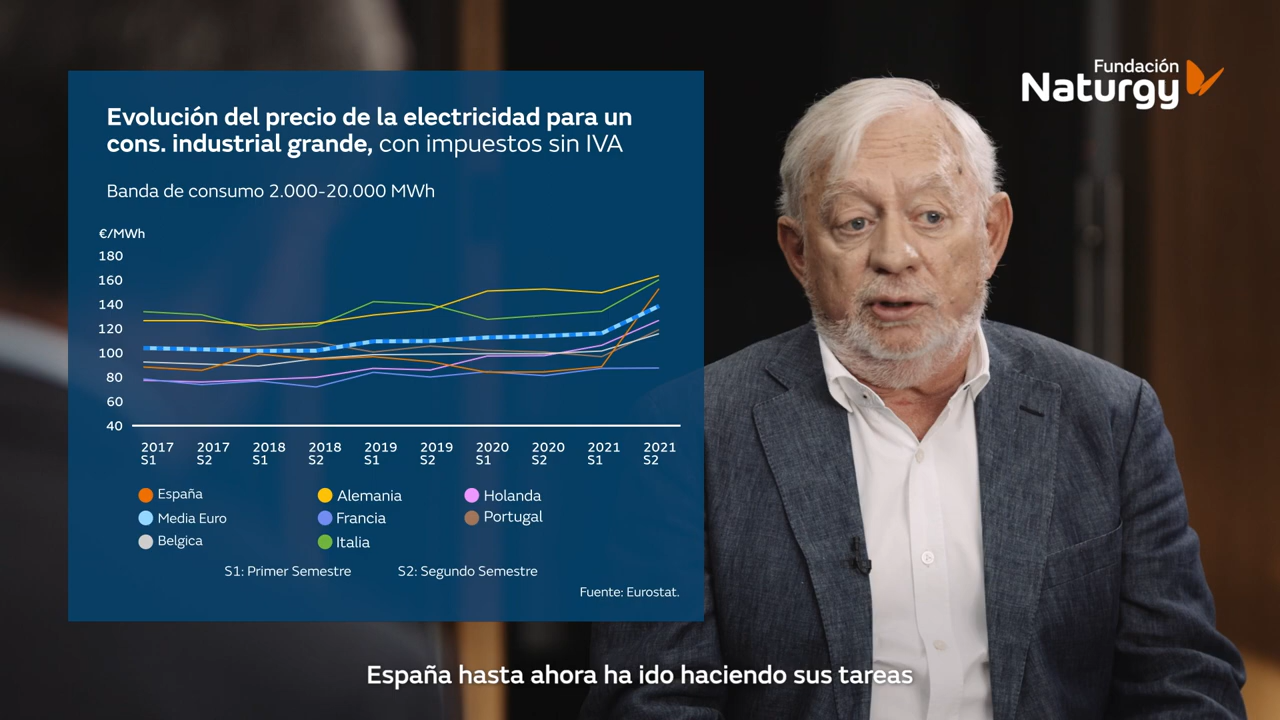 Fundación
Naturgy
Evolución del precio de la electricidad para un
cons. industrial grande, con impuestos sin IVA
Banda de consumo 2.000-20.000 MWh
€/MWh
180
160
140
120
100
80
60
40
2017 2017 2018 2018 2019 2019 2020 2020 2021 2021
S1 S2 S1 S2 S1 S2 S1 S2 S1 S2
España Alemania Holanda
Media Euro Francia Portugal
Belgica Italia
S1: Primer Semestre S2: Segundo Semestre
Fuente: Eurostat.
España hasta ahora ha ido haciendo sus tareas